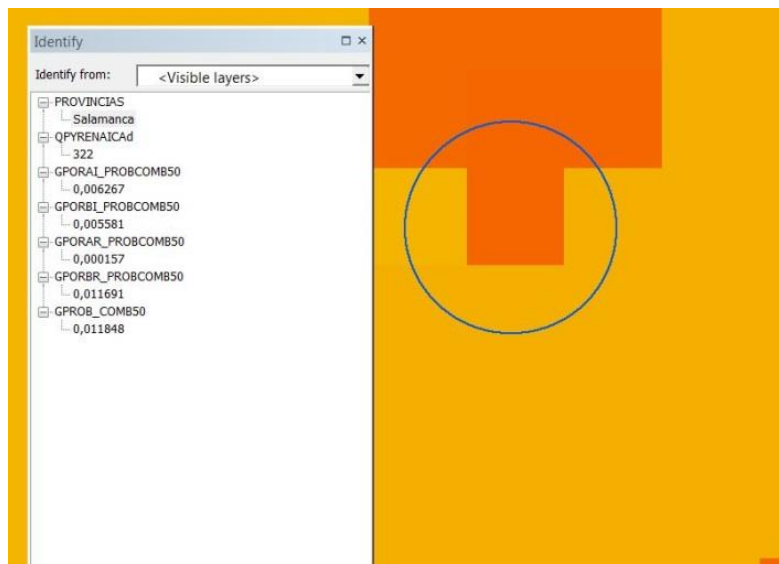 Identify
Identify from: <Visible layers>
PROVINCIAS
Salamanca
QPYRENAICAd
322
GPORAI_PROBCOMB50
0,006267
GPORBI_PROBCOMB50
0,005581
GPORAR_PROBCOMB50
0,000157
GPORBR_PROBCOMB50
0,011691
GPROB_COMB50
0,011848